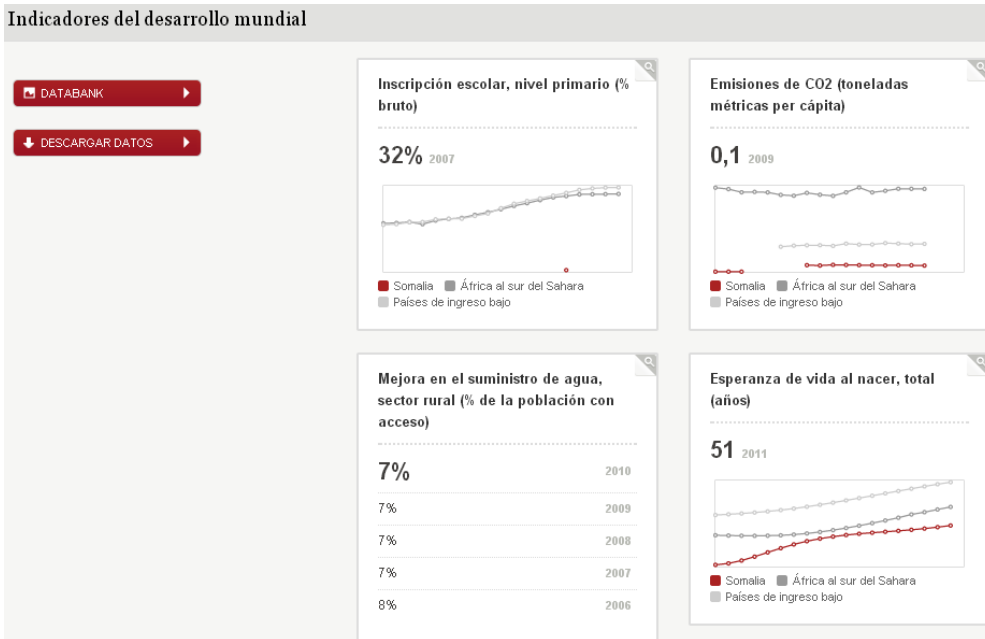 Indicadores del desarrollo mundial
DATABANK
DESCARGAR DATOS
Inscripción escolar, nivel primario (%
bruto)
32% 2007
Somalia África al sur del Sahara
Países de ingreso bajo
Emisiones de CO2 (toneladas
métricas per cápita)
0,1 2009
Somalia África al sur del Sahara
Países de ingreso bajo
Mejora en el suministro de agua,
sector rural (% de la población con
acceso)
7% 2010
7% 2009
7% 2008
7% 2007
8% 2006
Esperanza de vida al nacer, total
(años)
51 2011
Somalia África al sur del Sahara
Países de ingreso bajo